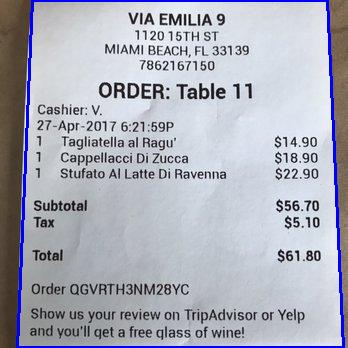 VIA EMILIA 9
1120 15TH ST
MIAMI BEACH, FL 33139
7862167150
ORDER: Table 11
Cashier: V.
27-Apr-2017 6:21:59P
1 Tagliatella al Ragu' $14.90
1 Cappellacci Di Zucca $18.90
1 Stufato Al Latte Di Ravenna $22.90
Subtotal $56.70
Tax $5.10
Total $61.80
Order QGVRTH3NM28YC
Show us your review on TripAdvisor or Yelp
and you'll get a free glass of wine!